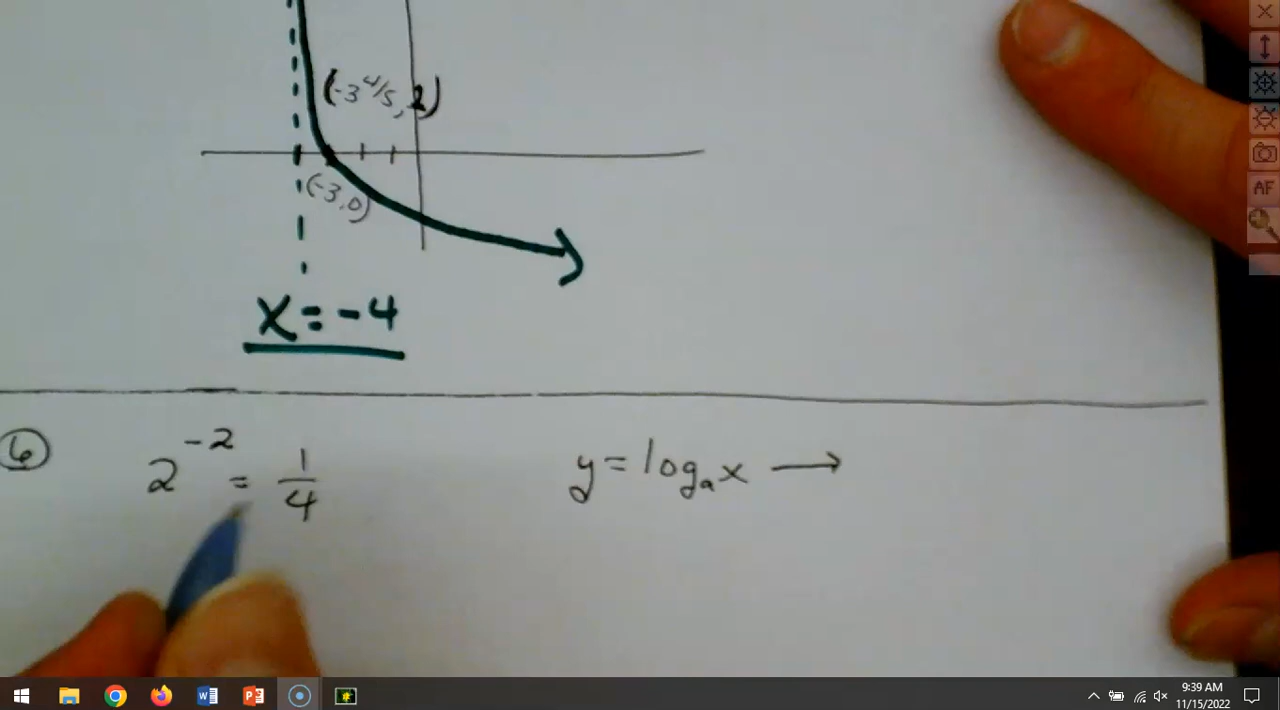 (-3 4/5, 2)
(-3,0)
x = -4
6
2^-2 = 1/4
y = log_a x →
AF
9:39 AM
11/15/2022